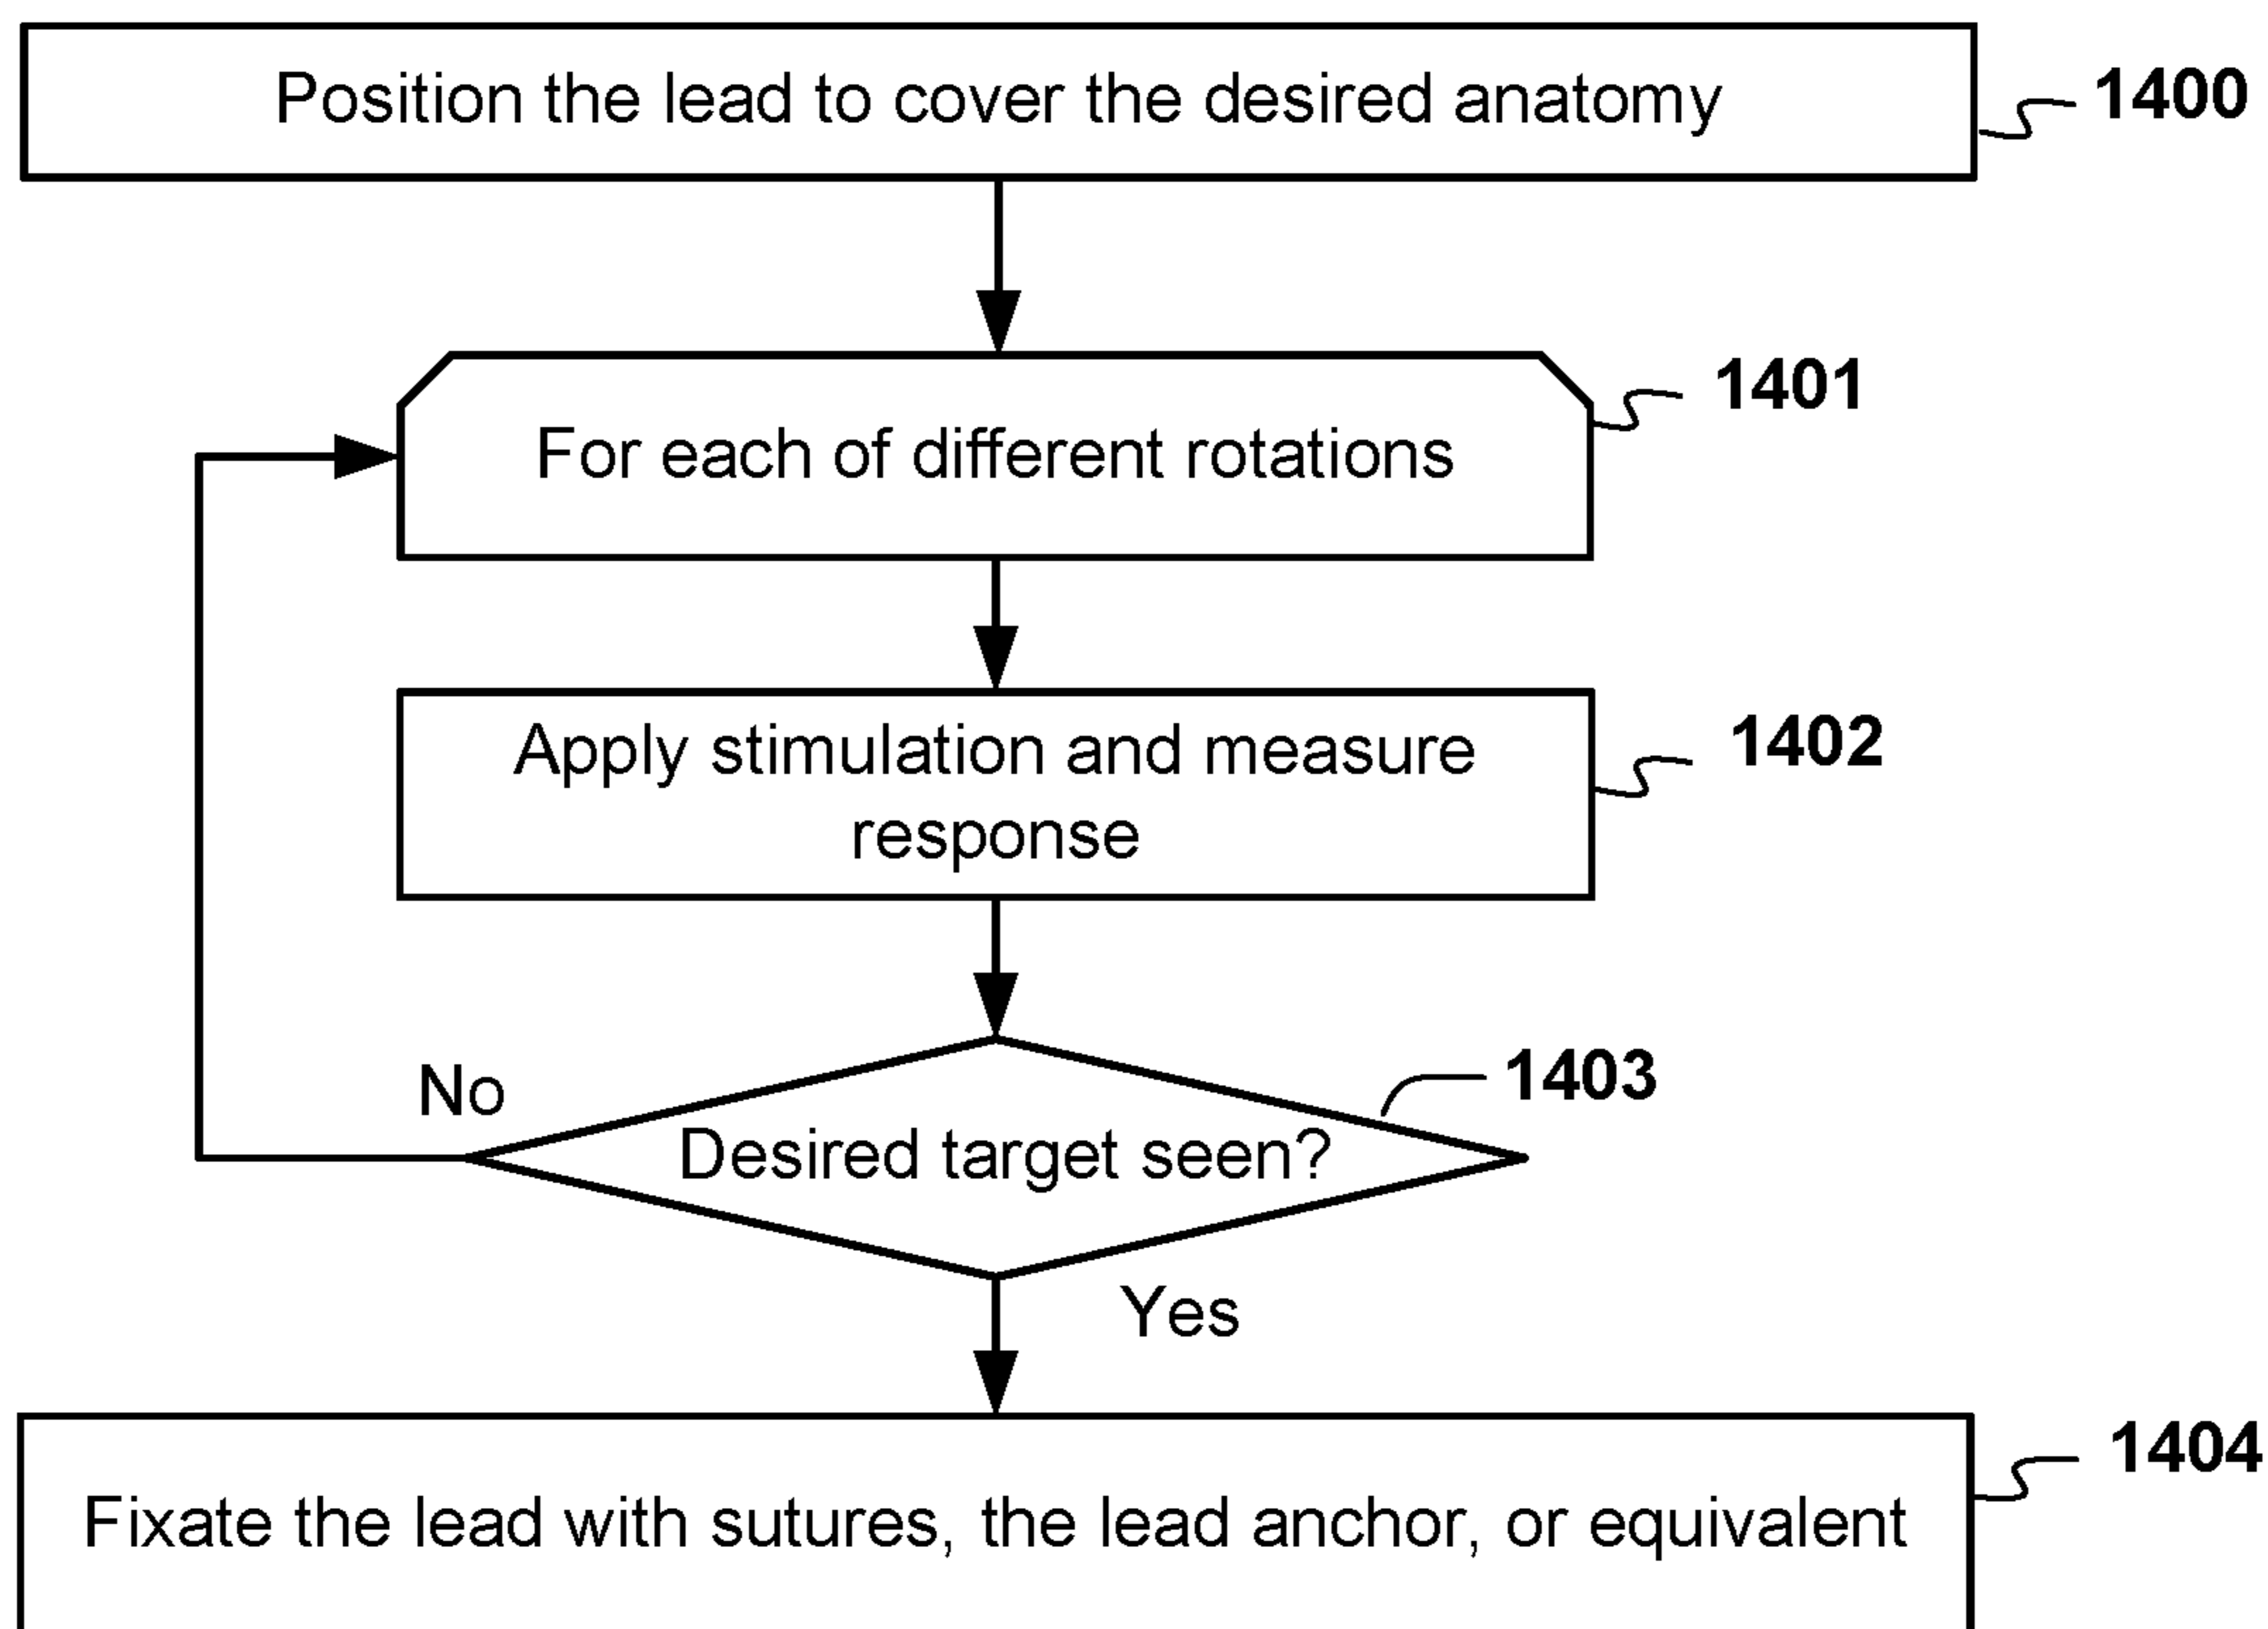 Position the lead to cover the desired anatomy
1400
For each of different rotations
1401
Apply stimulation and measure
response
1402
Desired target seen?
1403
No
Yes
Fixate the lead with sutures, the lead anchor, or equivalent
1404